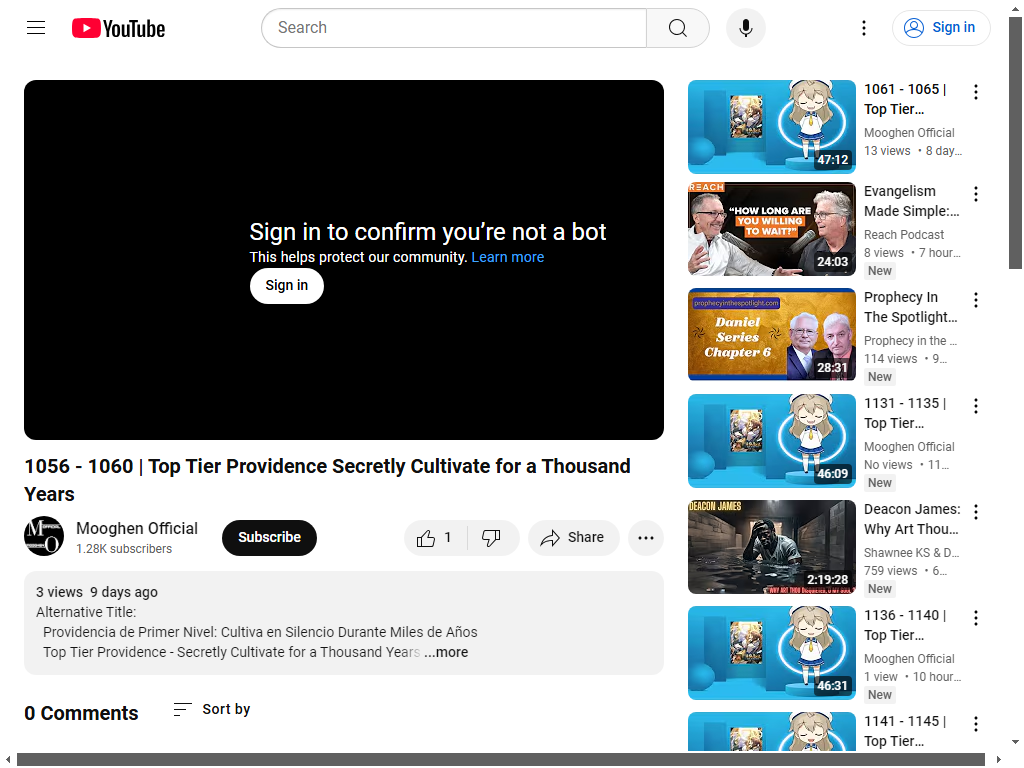 YouTube
Search
Sign in
Sign in to confirm you’re not a bot
This helps protect our community. Learn more
Sign in
1056 - 1060 | Top Tier Providence Secretly Cultivate for a Thousand
Years
Mooghen Official
1.28K subscribers
Subscribe
1
Share
3 views 9 days ago
Alternative Title:
Providencia de Primer Nivel: Cultiva en Silencio Durante Miles de Años
Top Tier Providence - Secretly Cultivate for a Thousand Years ...more
0 Comments
Sort by
47:12
1061 - 1065 |
Top Tier…
Mooghen Official
13 views • 8 day…
REACH
“HOW LONG ARE
YOU WILLING
TO WAIT?”
24:03
Evangelism
Made Simple:…
Reach Podcast
8 views • 7 hour…
New
prophecyinthespotlight.com
Daniel
Series
Chapter 6
28:31
Prophecy In
The Spotlight…
Prophecy in the …
114 views • 9…
New
46:09
1131 - 1135 |
Top Tier…
Mooghen Official
No views • 11…
New
DEACON JAMES
2:19:28
Deacon James:
Why Art Thou…
Shawnee KS & D…
759 views • 6…
New
46:31
1136 - 1140 |
Top Tier…
Mooghen Official
1 view • 10 hour…
New
1141 - 1145 |
Top Tier…